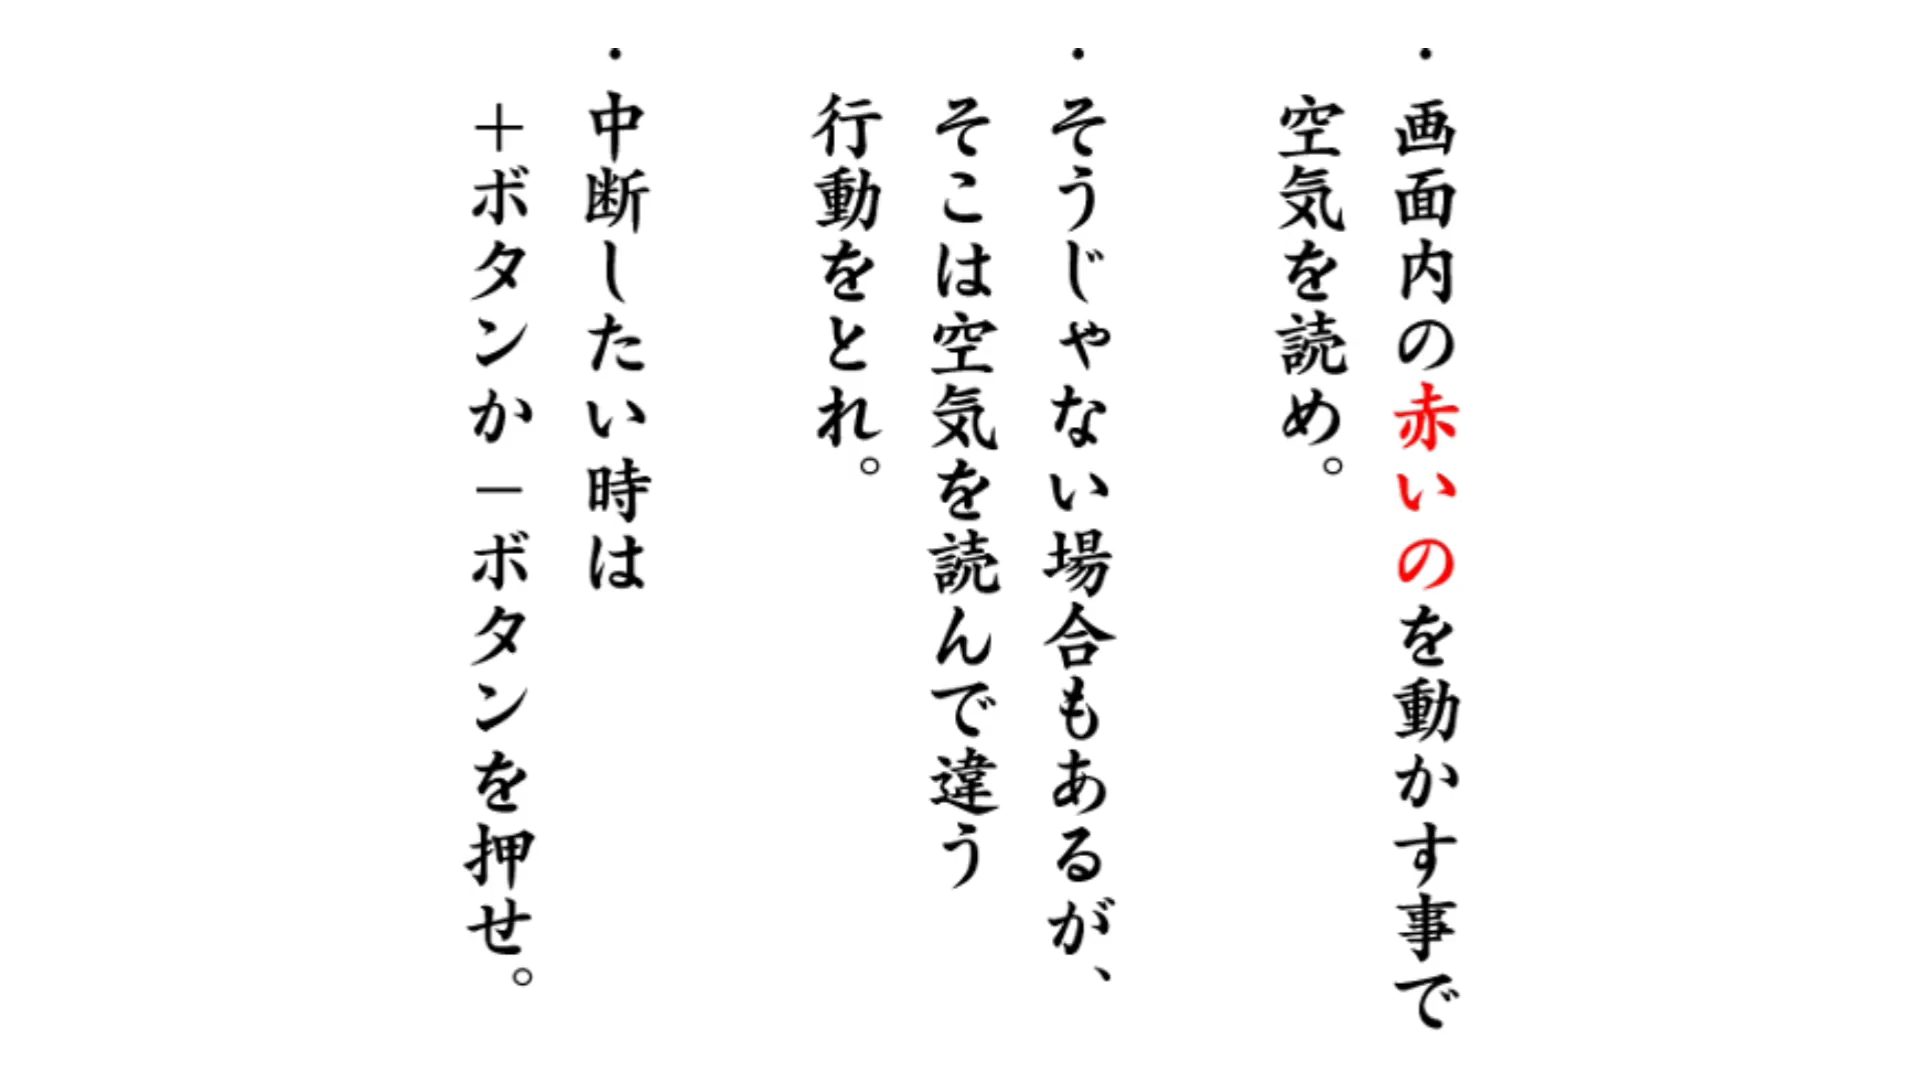 ・画面内の赤いのを動かす事で
空気を読め。
・そうじゃない場合もあるが、
そこは空気を読んで違う
行動をとれ。
・中断したい時は
＋ボタンか－ボタンを押せ。